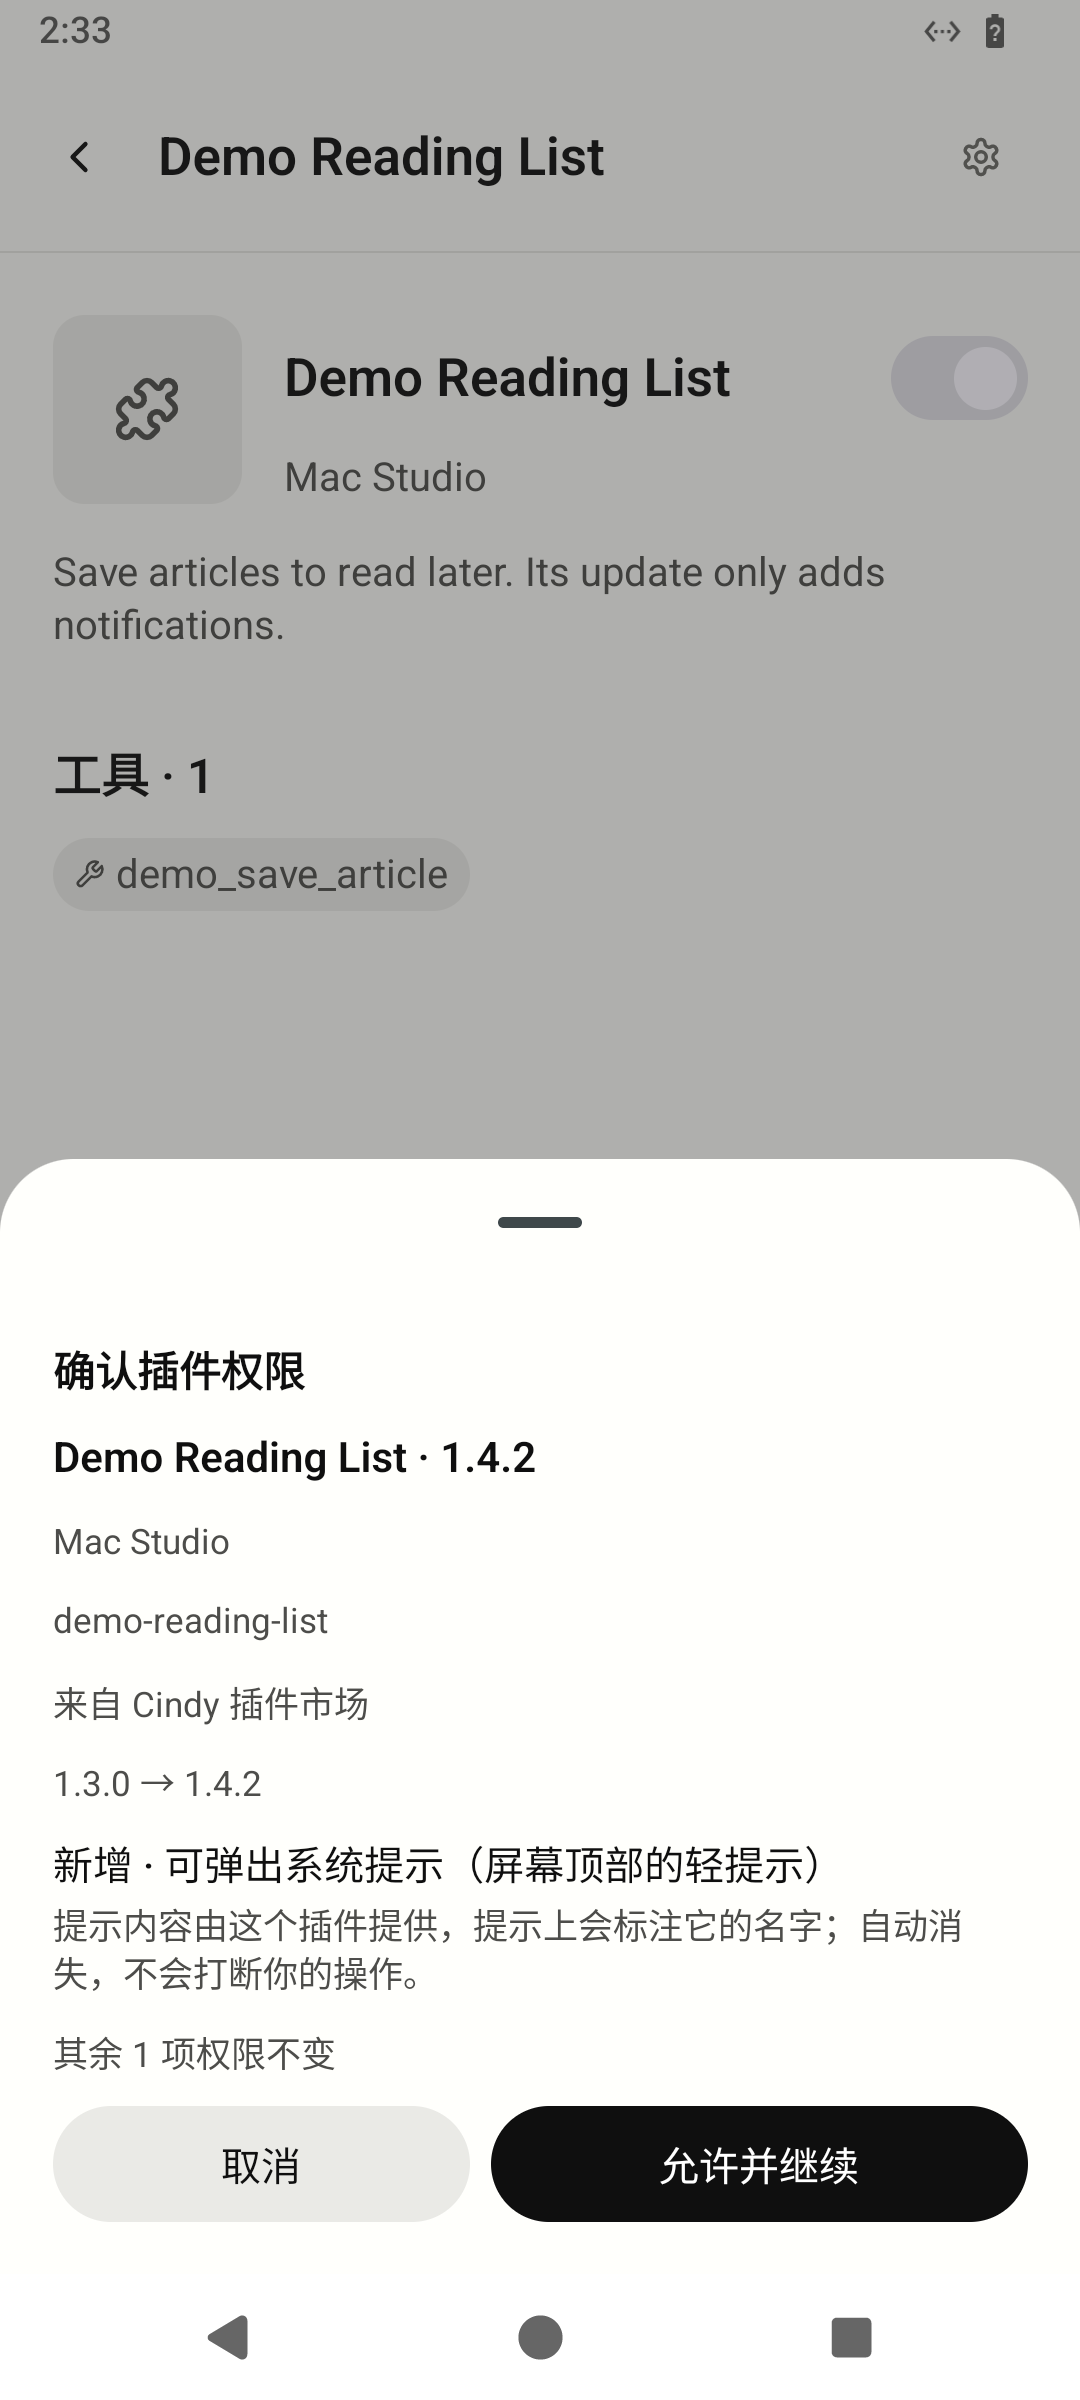 2:33
Demo Reading List
Demo Reading List
Mac Studio
Save articles to read later. Its update only adds
notifications.
工具 · 1
demo_save_article
确认插件权限
Demo Reading List · 1.4.2
Mac Studio
demo-reading-list
来自 Cindy 插件市场
1.3.0 → 1.4.2
新增 · 可弹出系统提示（屏幕顶部的轻提示）
提示内容由这个插件提供，提示上会标注它的名字；自动消
失，不会打断你的操作。
其余 1 项权限不变
取消
允许并继续